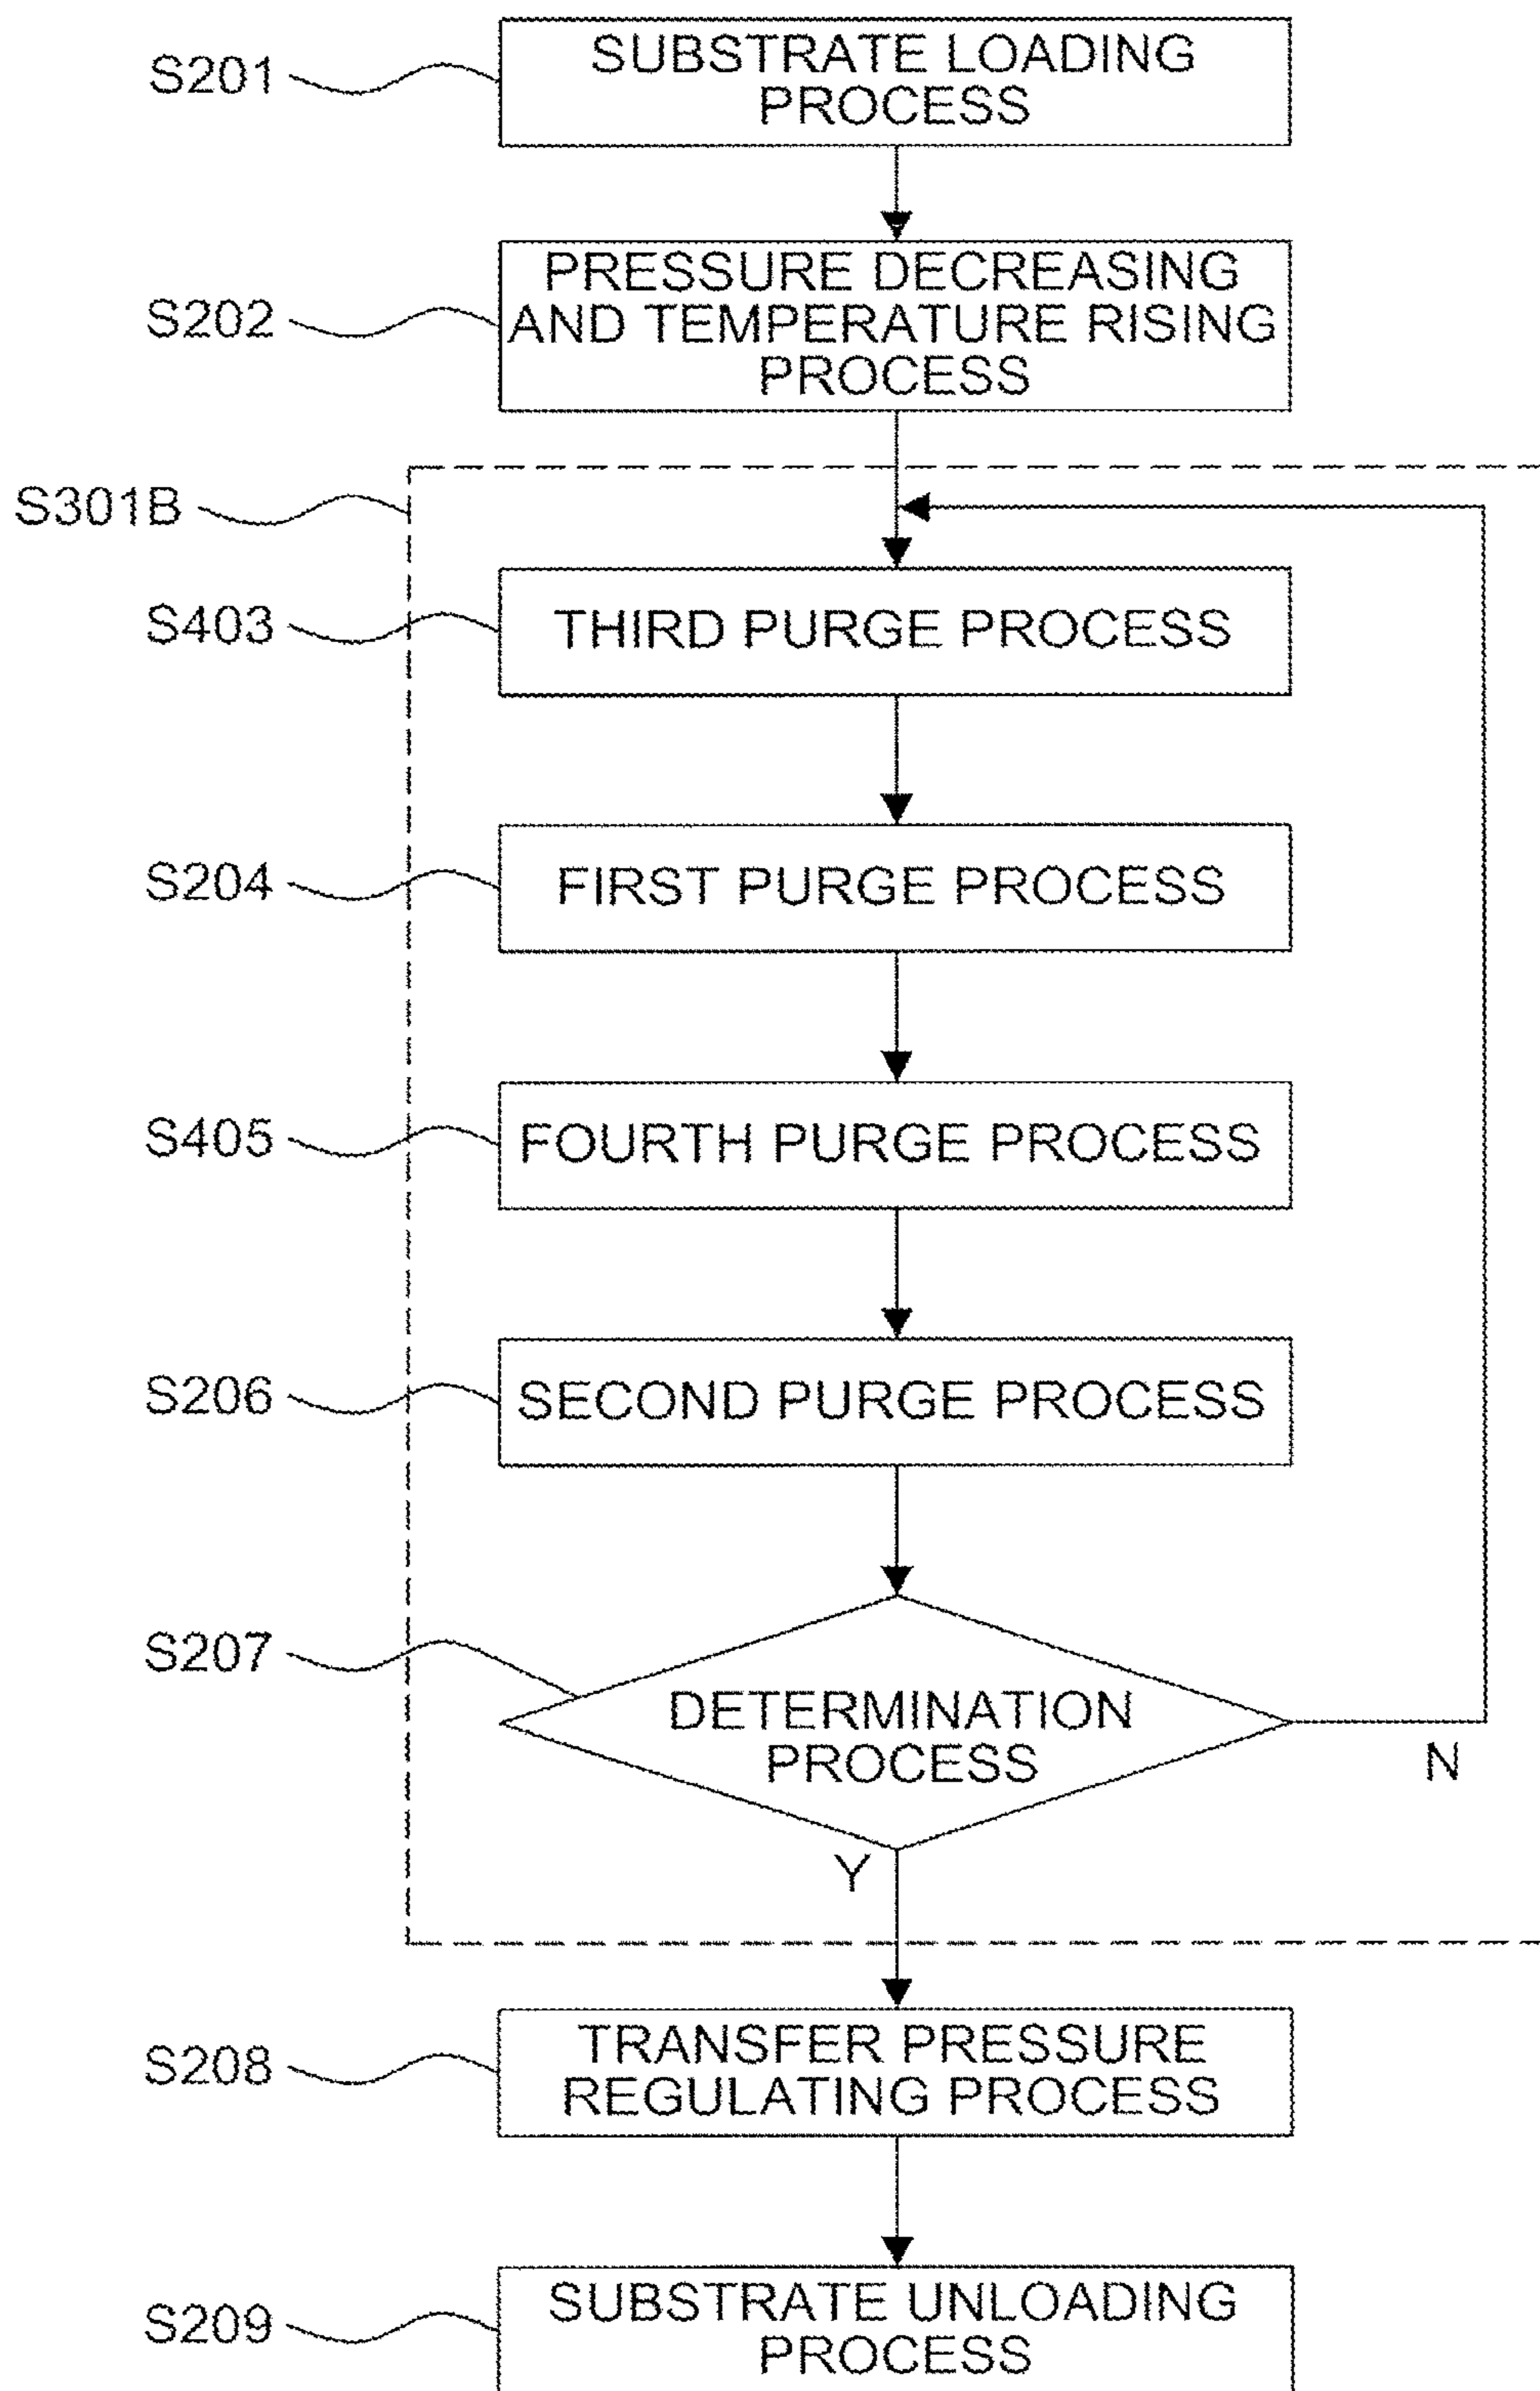 S201
SUBSTRATE LOADING
PROCESS
S202
PRESSURE DECREASING
AND TEMPERATURE RISING
PROCESS
S301B
S403
THIRD PURGE PROCESS
S204
FIRST PURGE PROCESS
S405
FOURTH PURGE PROCESS
S206
SECOND PURGE PROCESS
S207
DETERMINATION
PROCESS
N
Y
S208
TRANSFER PRESSURE
REGULATING PROCESS
S209
SUBSTRATE UNLOADING
PROCESS